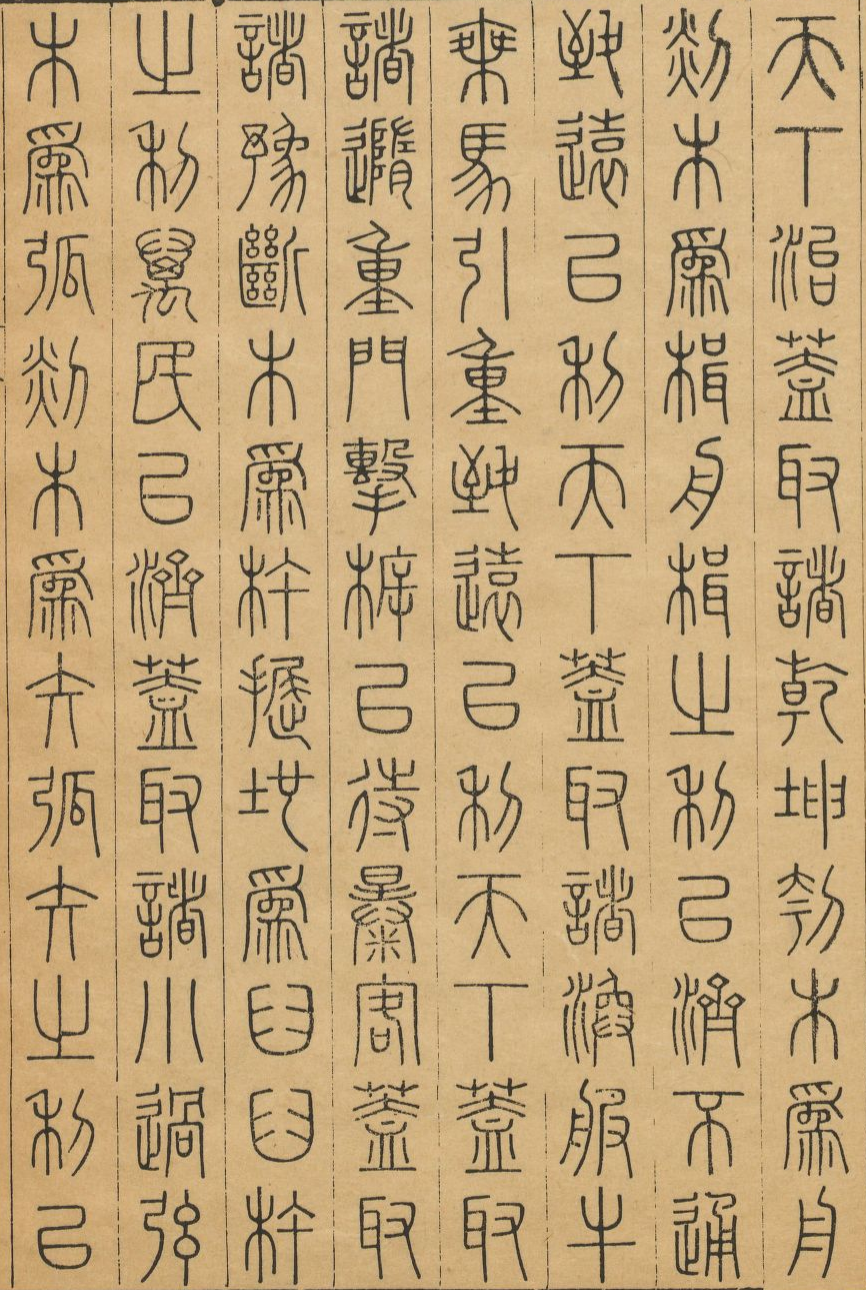 天下治蓋取諸乾坤刳木爲舟
剡木爲楫舟楫之利以濟不通
致遠以利天下蓋取諸渙服牛
乘馬引重致遠以利天下蓋取
諸隨重門擊柝以待暴客蓋取
諸豫斷木爲杵掘地爲臼臼杵
之利萬民以濟蓋取諸小過弦
木爲弧剡木爲矢弧矢之利以